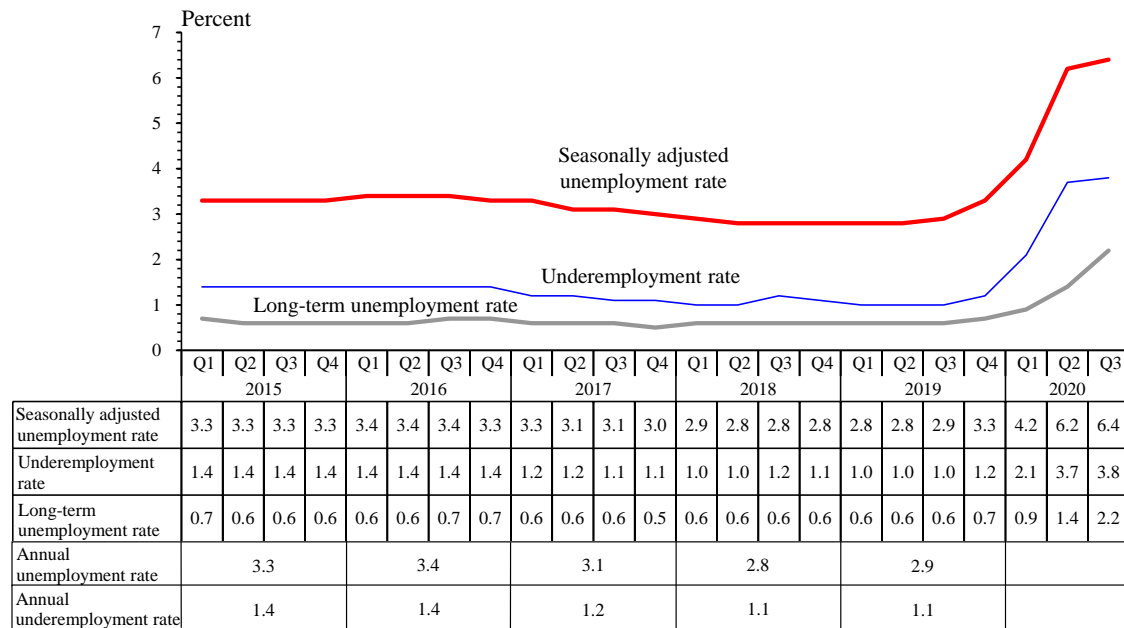 Percent
7
6
5
4
3
2
1
0
Seasonally adjusted
unemployment rate
Underemployment rate
Long-term unemployment rate
Q1 Q2 Q3 Q4 Q1 Q2 Q3 Q4 Q1 Q2 Q3 Q4 Q1 Q2 Q3 Q4 Q1 Q2 Q3 Q4 Q1 Q2 Q3
2015 2016 2017 2018 2019 2020
Seasonally adjusted
unemployment rate
3.3 3.3 3.3 3.3 3.4 3.4 3.4 3.3 3.3 3.1 3.1 3.0 2.9 2.8 2.8 2.8 2.8 2.8 2.9 3.3 4.2 6.2 6.4
Underemployment
rate
1.4 1.4 1.4 1.4 1.4 1.4 1.4 1.4 1.2 1.2 1.1 1.1 1.0 1.0 1.2 1.1 1.0 1.0 1.0 1.2 2.1 3.7 3.8
Long-term
unemployment rate
0.7 0.6 0.6 0.6 0.6 0.6 0.7 0.7 0.6 0.6 0.6 0.5 0.6 0.6 0.6 0.6 0.6 0.6 0.6 0.7 0.9 1.4 2.2
Annual
unemployment rate
3.3 3.4 3.1 2.8 2.9
Annual
underemployment rate
1.4 1.4 1.2 1.1 1.1